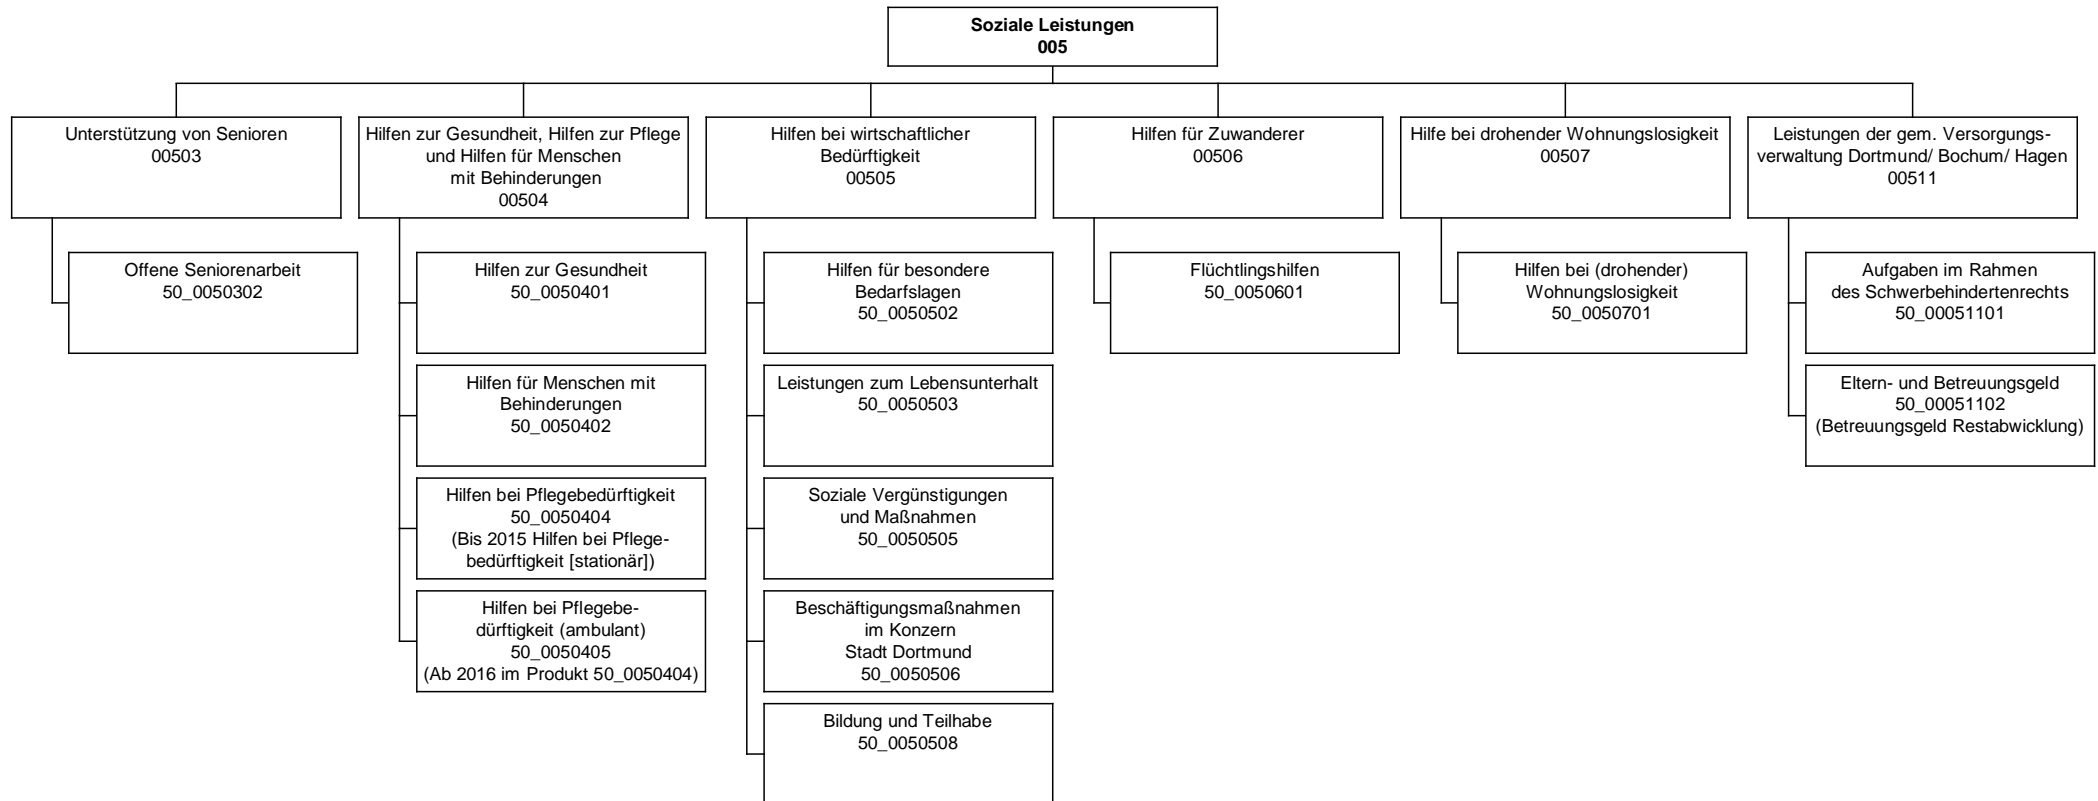 Soziale Leistungen
005
Unterstützung von Senioren
00503
Hilfen zur Gesundheit, Hilfen zur Pflege
und Hilfen für Menschen
mit Behinderungen
00504
Hilfen bei wirtschaftlicher
Bedürftigkeit
00505
Hilfen für Zuwanderer
00506
Hilfe bei drohender Wohnungslosigkeit
00507
Leistungen der gem. Versorgungs-
verwaltung Dortmund/ Bochum/ Hagen
00511
Offene Seniorenarbeit
50_0050302
Hilfen zur Gesundheit
50_0050401
Hilfen für Menschen mit
Behinderungen
50_0050402
Hilfen bei Pflegebedürftigkeit
50_0050404
(Bis 2015 Hilfen bei Pflege-
bedürftigkeit [stationär])
Hilfen bei Pflegebe-
dürftigkeit (ambulant)
50_0050405
(Ab 2016 im Produkt 50_0050404)
Hilfen für besondere
Bedarfslagen
50_0050502
Leistungen zum Lebensunterhalt
50_0050503
Soziale Vergünstigungen
und Maßnahmen
50_0050505
Beschäftigungsmaßnahmen
im Konzern
Stadt Dortmund
50_0050506
Bildung und Teilhabe
50_0050508
Flüchtlingshilfen
50_0050601
Hilfen bei (drohender)
Wohnungslosigkeit
50_0050701
Aufgaben im Rahmen
des Schwerbehindertenrechts
50_00051101
Eltern- und Betreuungsgeld
50_00051102
(Betreuungsgeld Restabwicklung)